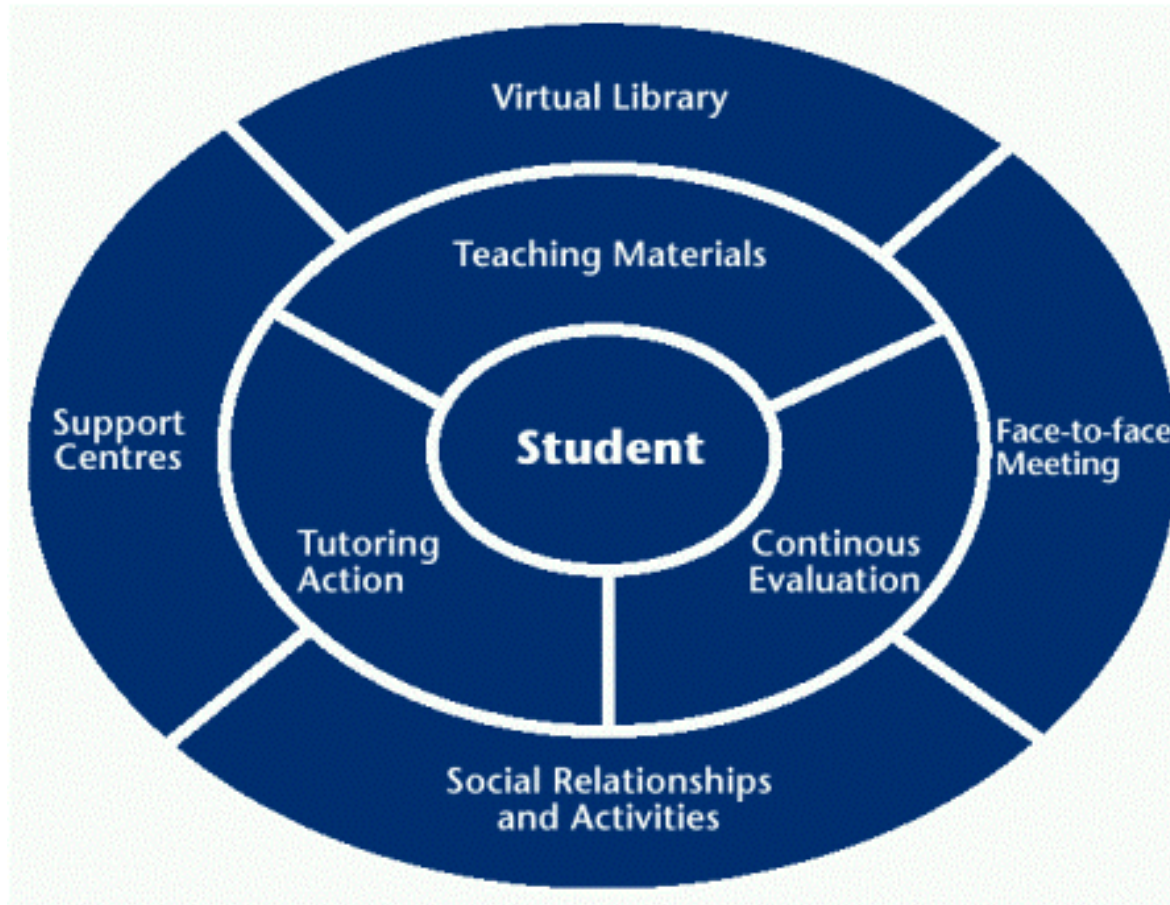 Virtual Library
Teaching Materials
Support
Centres
Student
Face-to-face
Meeting
Tutoring
Action
Continous
Evaluation
Social Relationships
and Activities